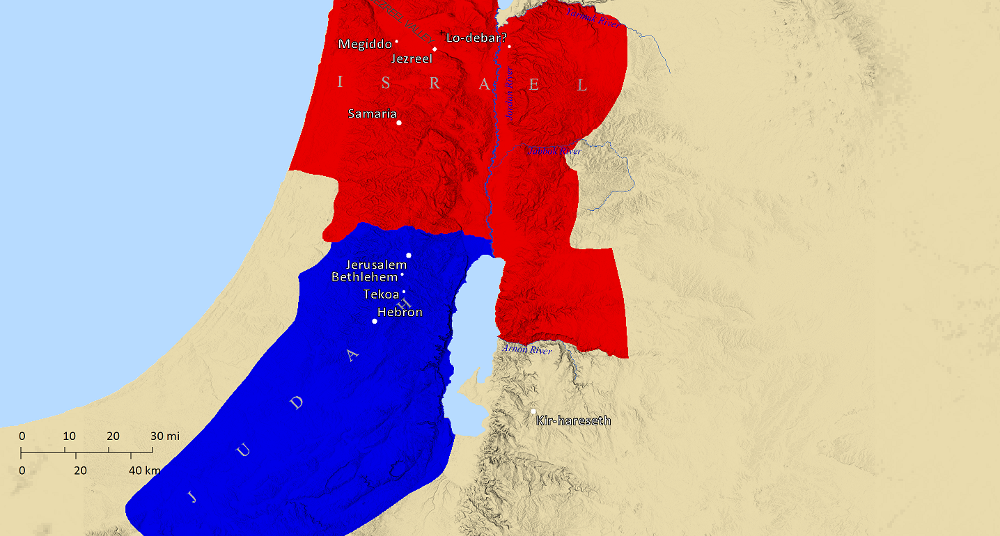 Yarmuk River
JEZREEL VALLEY
Lo-debar?
Megiddo
Jezreel
I S R A E L
Jordan River
Samaria
Jabbok River
Jerusalem
Bethlehem
Tekoa
Hebron
J U D A H
Arnon River
Kir-hareseth
0 10 20 30 mi
0 20 40 km